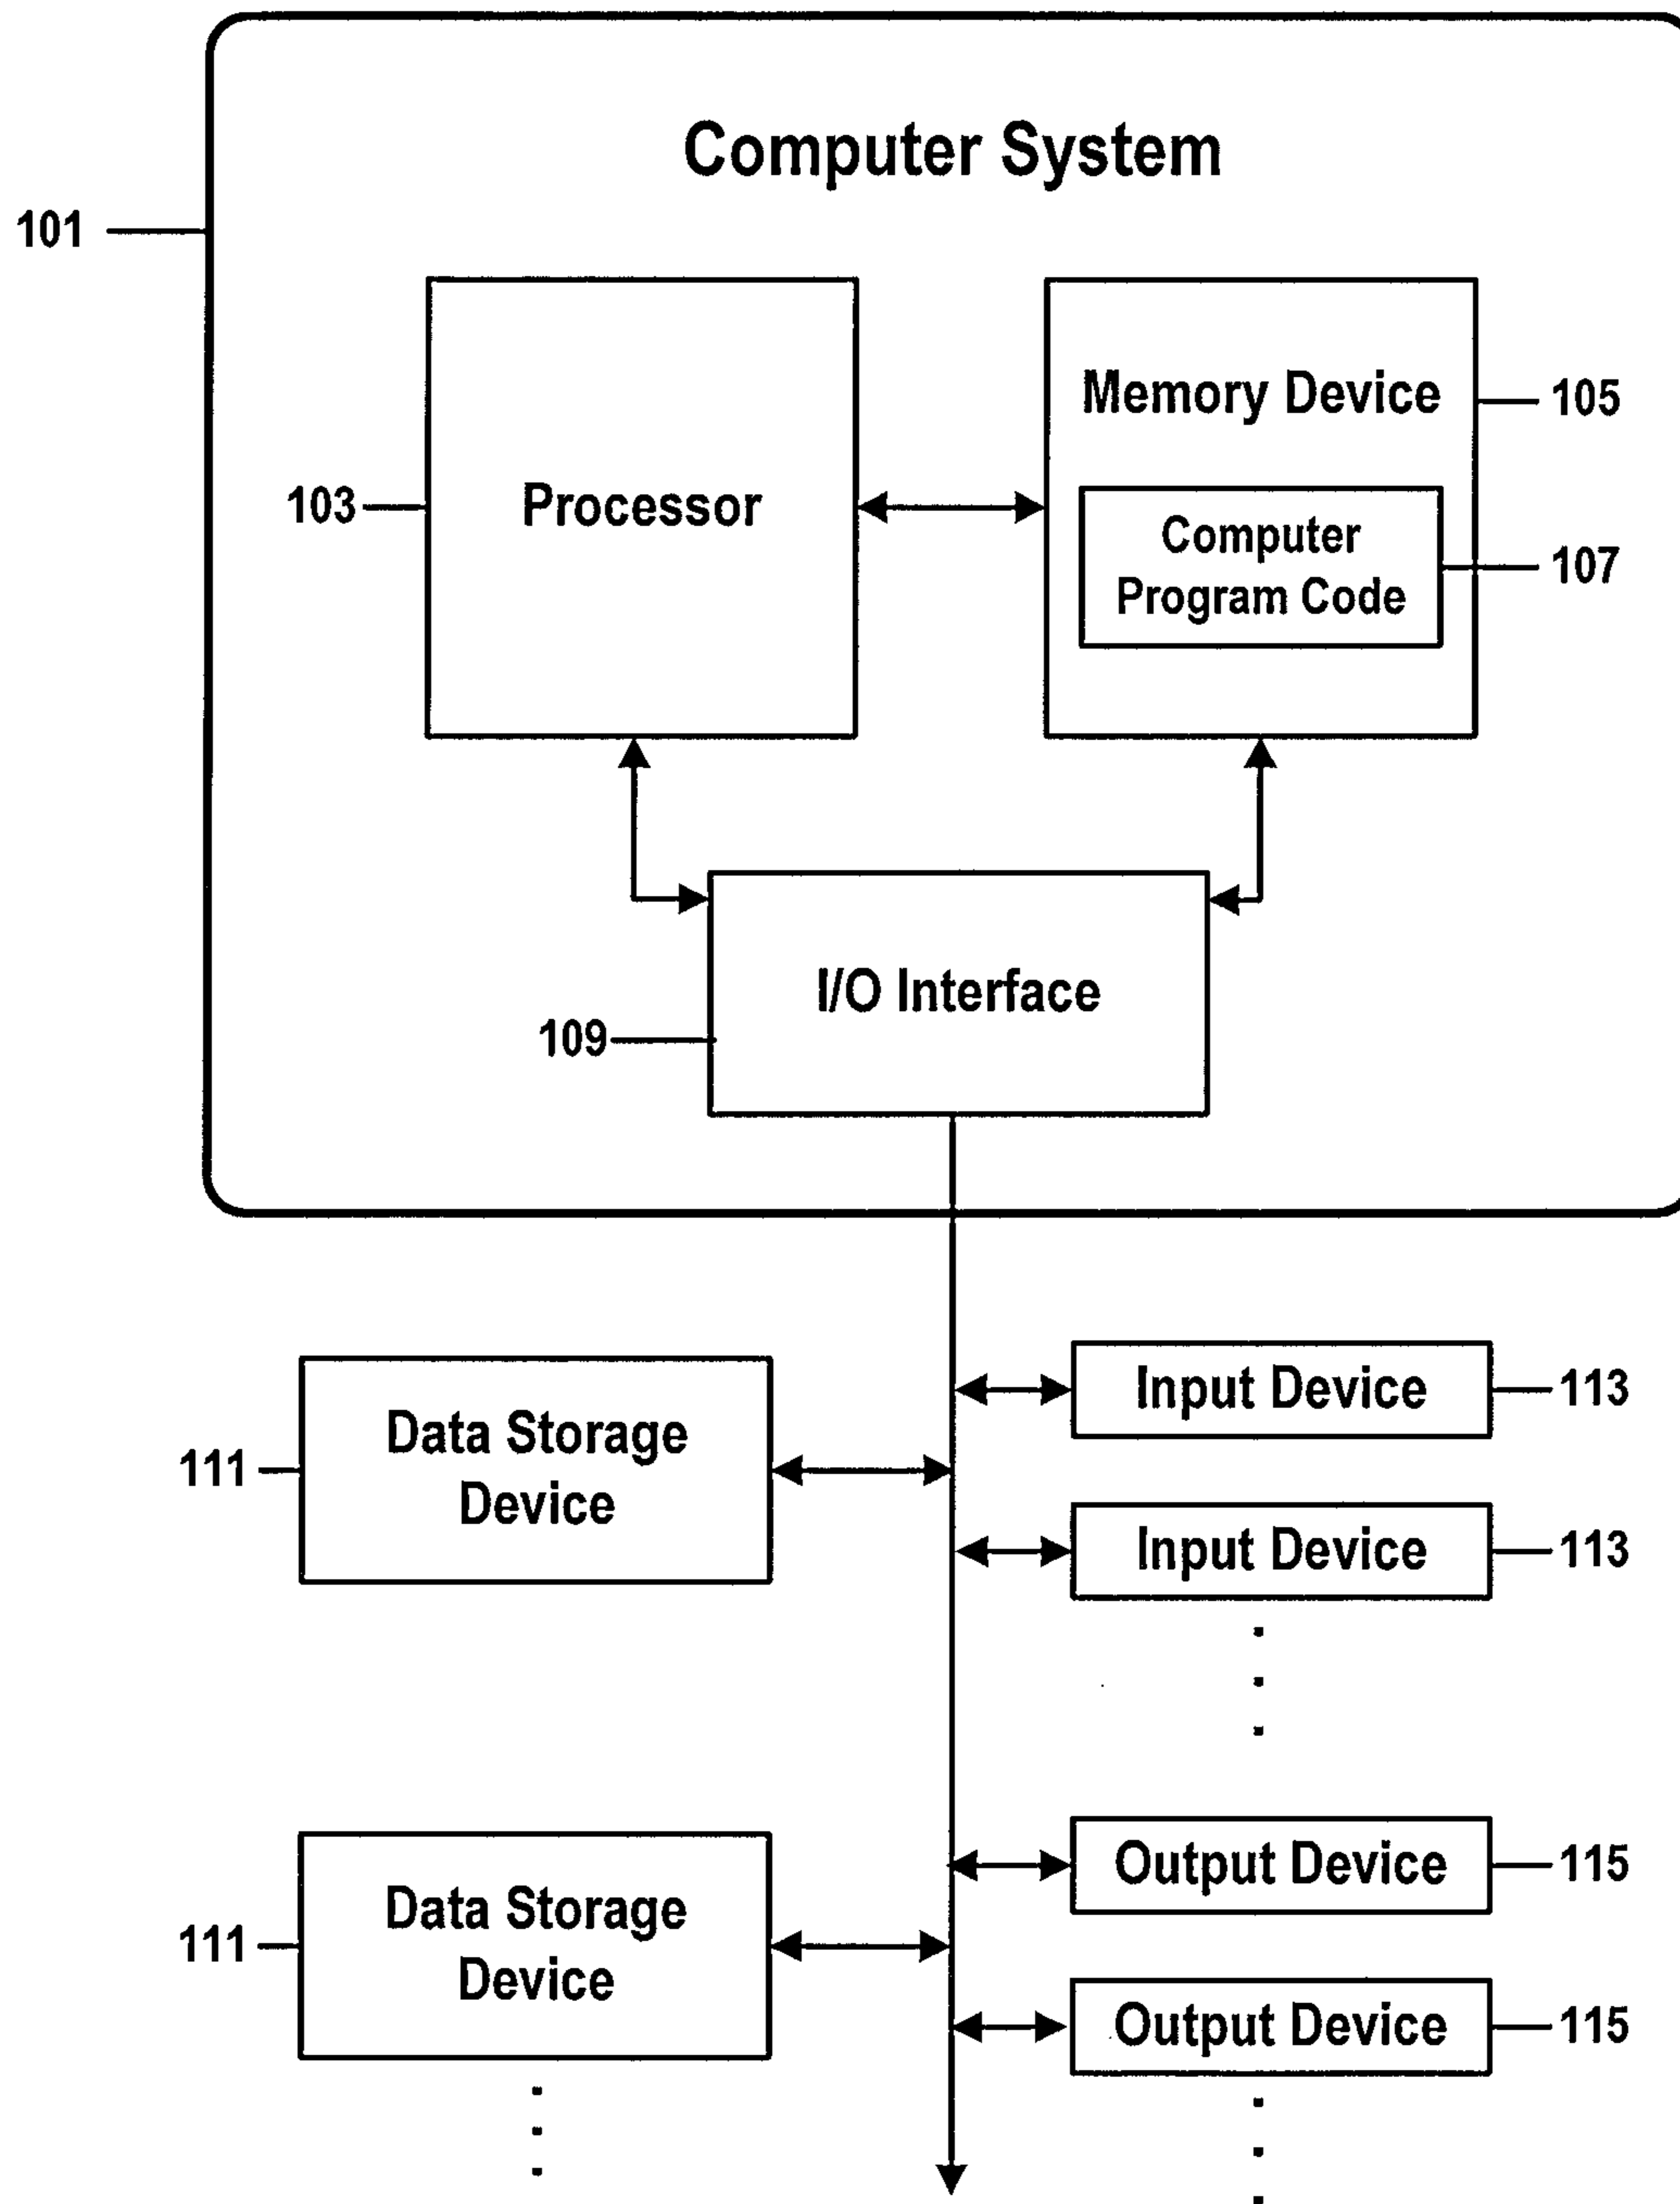 Computer System
101
Processor
103
Memory Device
105
Computer
Program Code
107
I/O Interface
109
Data Storage
Device
111
Input Device
113
Input Device
113
Data Storage
Device
111
Output Device
115
Output Device
115